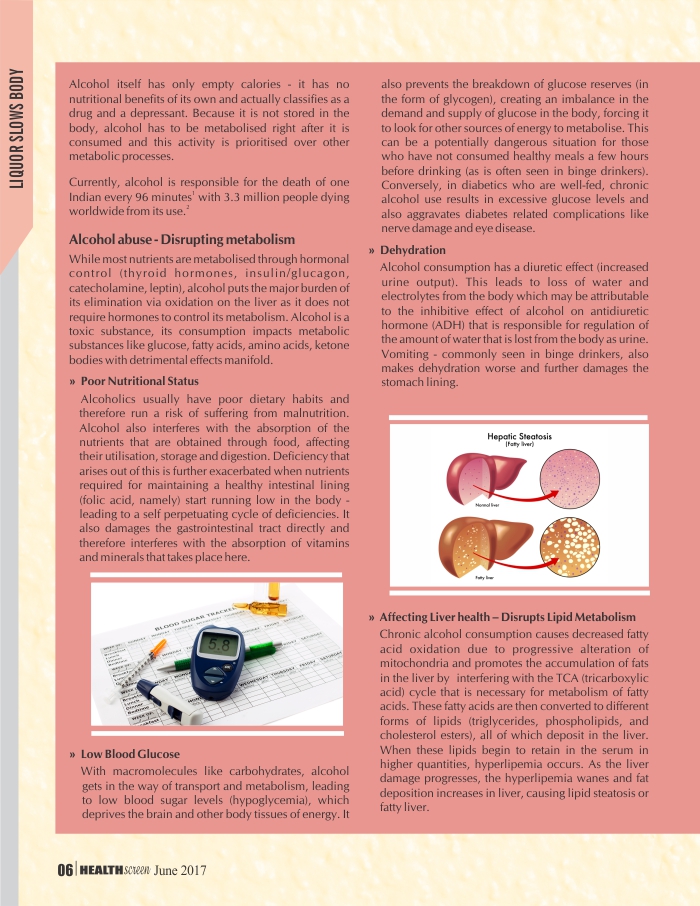 LIQUOR SLOWS BODY
Alcohol itself has only empty calories - it has no
nutritional benefits of its own and actually classifies as a
drug and a depressant. Because it is not stored in the
body, alcohol has to be metabolised right after it is
consumed and this activity is prioritised over other
metabolic processes.
Currently, alcohol is responsible for the death of one
Indian every 96 minutes¹ with 3.3 million people dying
worldwide from its use.²
Alcohol abuse - Disrupting metabolism
While most nutrients are metabolised through hormonal
control (thyroid hormones, insulin/glucagon,
catecholamine, leptin), alcohol puts the major burden of
its elimination via oxidation on the liver as it does not
require hormones to control its metabolism. Alcohol is a
toxic substance, its consumption impacts metabolic
substances like glucose, fatty acids, amino acids, ketone
bodies with detrimental effects manifold.
» Poor Nutritional Status
Alcoholics usually have poor dietary habits and
therefore run a risk of suffering from malnutrition.
Alcohol also interferes with the absorption of the
nutrients that are obtained through food, affecting
their utilisation, storage and digestion. Deficiency that
arises out of this is further exacerbated when nutrients
required for maintaining a healthy intestinal lining
(folic acid, namely) start running low in the body -
leading to a self perpetuating cycle of deficiencies. It
also damages the gastrointestinal tract directly and
therefore interferes with the absorption of vitamins
and minerals that takes place here.
BLOOD SUGAR TRACKER
5.8
» Low Blood Glucose
With macromolecules like carbohydrates, alcohol
gets in the way of transport and metabolism, leading
to low blood sugar levels (hypoglycemia), which
deprives the brain and other body tissues of energy. It
also prevents the breakdown of glucose reserves (in
the form of glycogen), creating an imbalance in the
demand and supply of glucose in the body, forcing it
to look for other sources of energy to metabolise. This
can be a potentially dangerous situation for those
who have not consumed healthy meals a few hours
before drinking (as is often seen in binge drinkers).
Conversely, in diabetics who are well-fed, chronic
alcohol use results in excessive glucose levels and
also aggravates diabetes related complications like
nerve damage and eye disease.
» Dehydration
Alcohol consumption has a diuretic effect (increased
urine output). This leads to loss of water and
electrolytes from the body which may be attributable
to the inhibitive effect of alcohol on antidiuretic
hormone (ADH) that is responsible for regulation of
the amount of water that is lost from the body as urine.
Vomiting - commonly seen in binge drinkers, also
makes dehydration worse and further damages the
stomach lining.
Hepatic Steatosis
(Fatty liver)
Normal liver
Fatty liver
» Affecting Liver health – Disrupts Lipid Metabolism
Chronic alcohol consumption causes decreased fatty
acid oxidation due to progressive alteration of
mitochondria and promotes the accumulation of fats
in the liver by interfering with the TCA (tricarboxylic
acid) cycle that is necessary for metabolism of fatty
acids. These fatty acids are then converted to different
forms of lipids (triglycerides, phospholipids, and
cholesterol esters), all of which deposit in the liver.
When these lipids begin to retain in the serum in
higher quantities, hyperlipemia occurs. As the liver
damage progresses, the hyperlipemia wanes and fat
deposition increases in liver, causing lipid steatosis or
fatty liver.
06 | HEALTHscreen June 2017